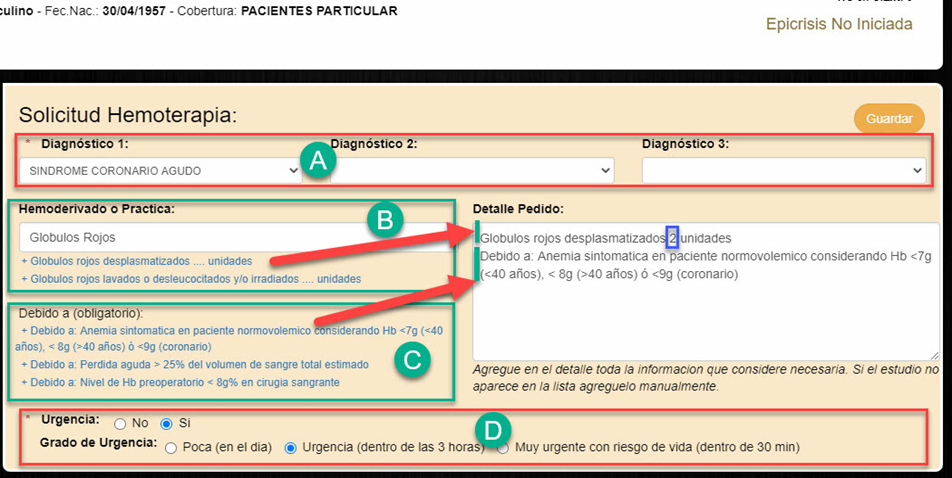 culino - Fec.Nac.: 30/04/1957 - Cobertura: PACIENTES PARTICULAR
Epicrisis No Iniciada
Solicitud Hemoterapia:
Guardar
* Diagnóstico 1: Diagnóstico 2: Diagnóstico 3:
SINDROME CORONARIO AGUDO
A
Hemoderivado o Practica:
B
Globulos Rojos
+ Globulos rojos desplasmatizados .... unidades
+ Globulos rojos lavados o desleucocitados y/o irradiados .... unidades
Detalle Pedido:
Globulos rojos desplasmatizados 2 unidades
Debido a: Anemia sintomatica en paciente normovolemico considerando Hb <7g
(<40 años), < 8g (>40 años) ó <9g (coronario)
Debido a (obligatorio):
+ Debido a: Anemia sintomatica en paciente normovolemico considerando Hb <7g (<40
años), < 8g (>40 años) ó <9g (coronario)
+ Debido a: Perdida aguda > 25% del volumen de sangre total estimado
+ Debido a: Nivel de Hb preoperatorio < 8g% en cirugia sangrante
C
Agregue en el detalle toda la informacion que considere necesaria. Si el estudio no
aparece en la lista agreguelo manualmente.
* Urgencia: No Si
D
Grado de Urgencia: Poca (en el dia) Urgencia (dentro de las 3 horas) Muy urgente con riesgo de vida (dentro de 30 min)